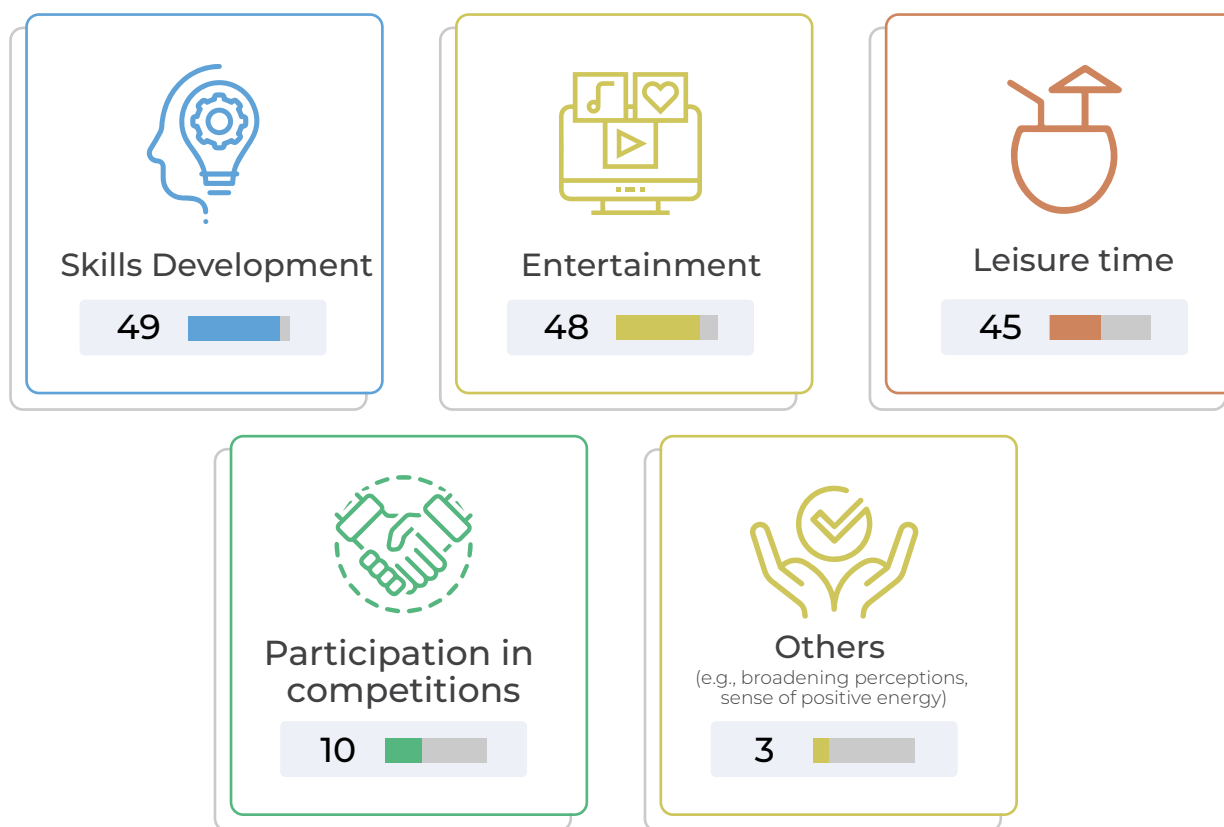 Skills Development
49
Entertainment
48
Leisure time
45
Participation in
competitions
10
Others
(e.g., broadening perceptions,
sense of positive energy)
3